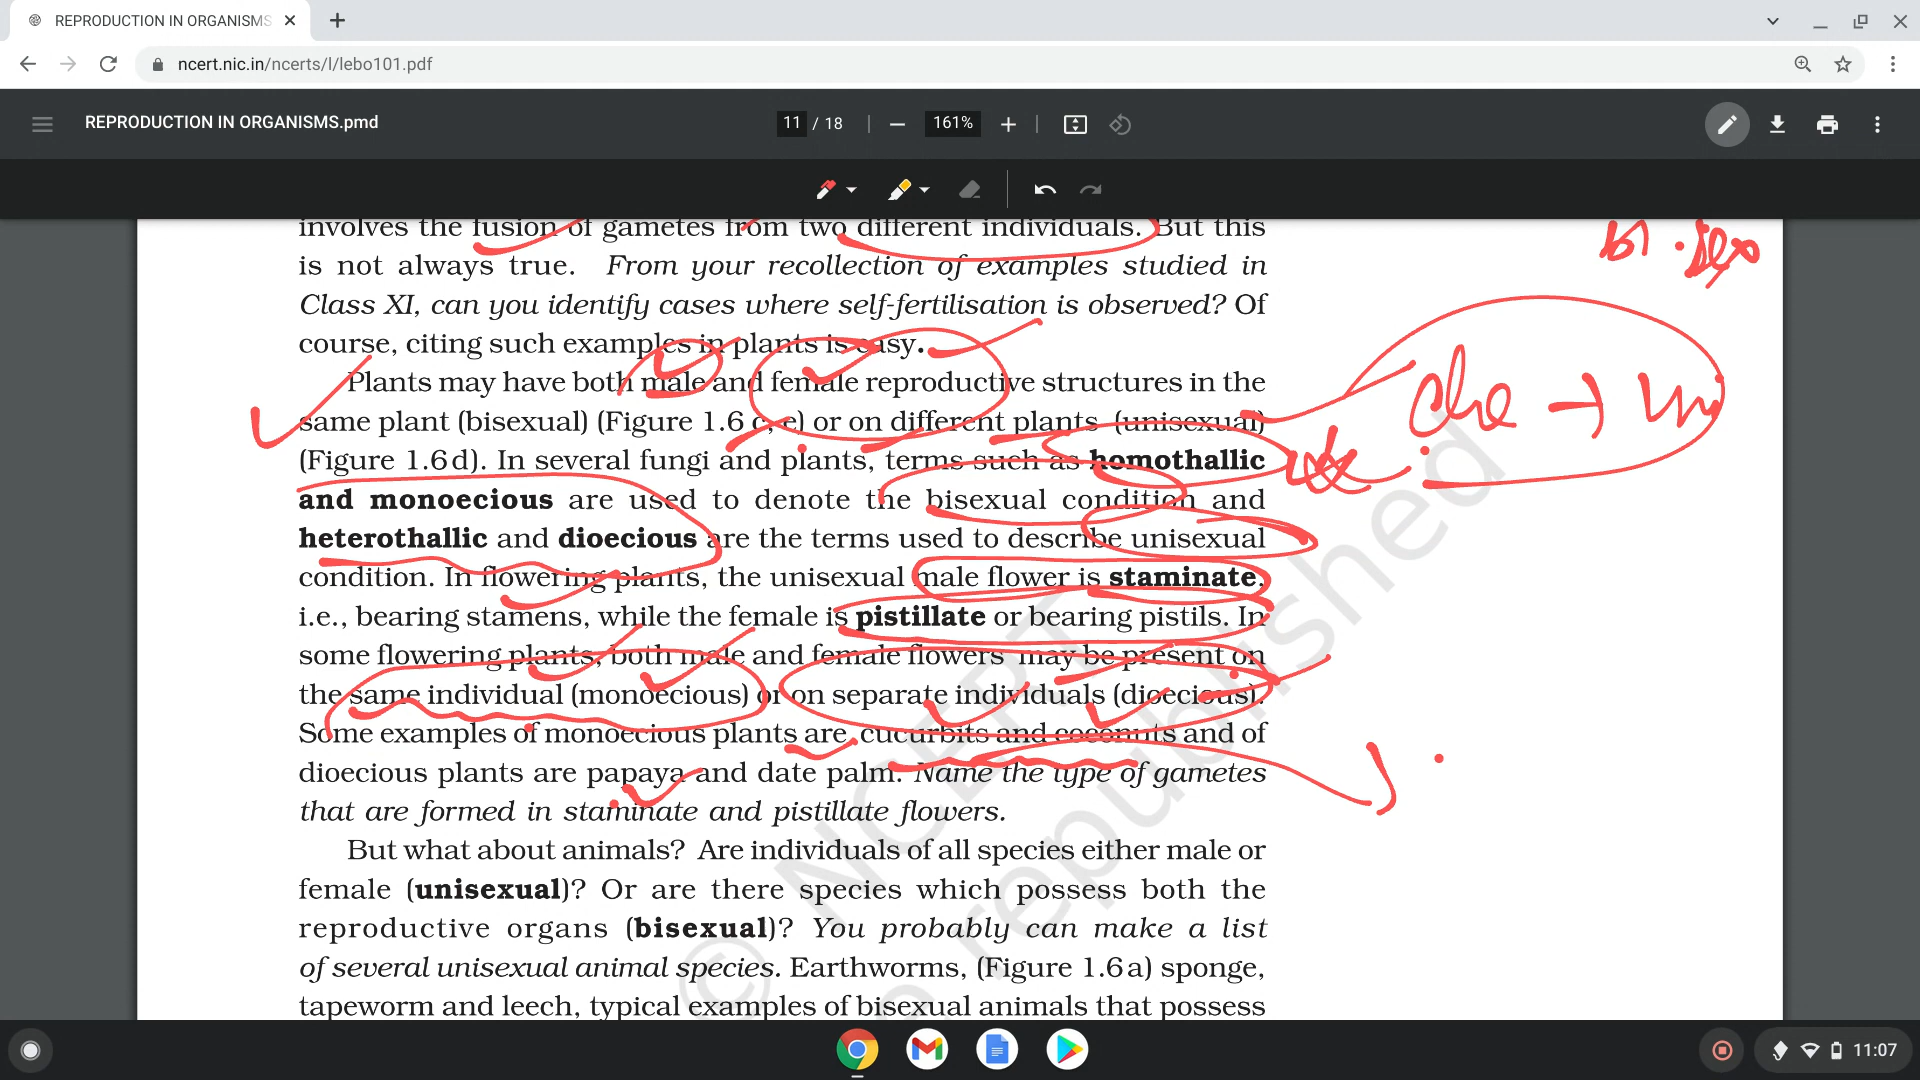 REPRODUCTION IN ORGANISMS
ncert.nic.in/ncerts/l/lebo101.pdf
REPRODUCTION IN ORGANISMS.pmd
11 / 18
161%
involves the fusion of gametes from two different individuals. But this
is not always true. From your recollection of examples studied in
Class XI, can you identify cases where self-fertilisation is observed? Of
course, citing such examples in plants is easy.
Plants may have both male and female reproductive structures in the
same plant (bisexual) (Figure 1.6 c, e) or on different plants (unisexual)
(Figure 1.6 d). In several fungi and plants, terms such as homothallic
and monoecious are used to denote the bisexual condition and
heterothallic and dioecious are the terms used to describe unisexual
condition. In flowering plants, the unisexual male flower is staminate,
i.e., bearing stamens, while the female is pistillate or bearing pistils. In
some flowering plants, both male and female flowers may be present on
the same individual (monoecious) or on separate individuals (dioecious).
Some examples of monoecious plants are cucurbits and coconuts and of
dioecious plants are papaya and date palm. Name the type of gametes
that are formed in staminate and pistillate flowers.
But what about animals? Are individuals of all species either male or
female (unisexual)? Or are there species which possess both the
reproductive organs (bisexual)? You probably can make a list
of several unisexual animal species. Earthworms, (Figure 1.6 a) sponge,
tapeworm and leech, typical examples of bisexual animals that possess
© NCERT
republished
11:07